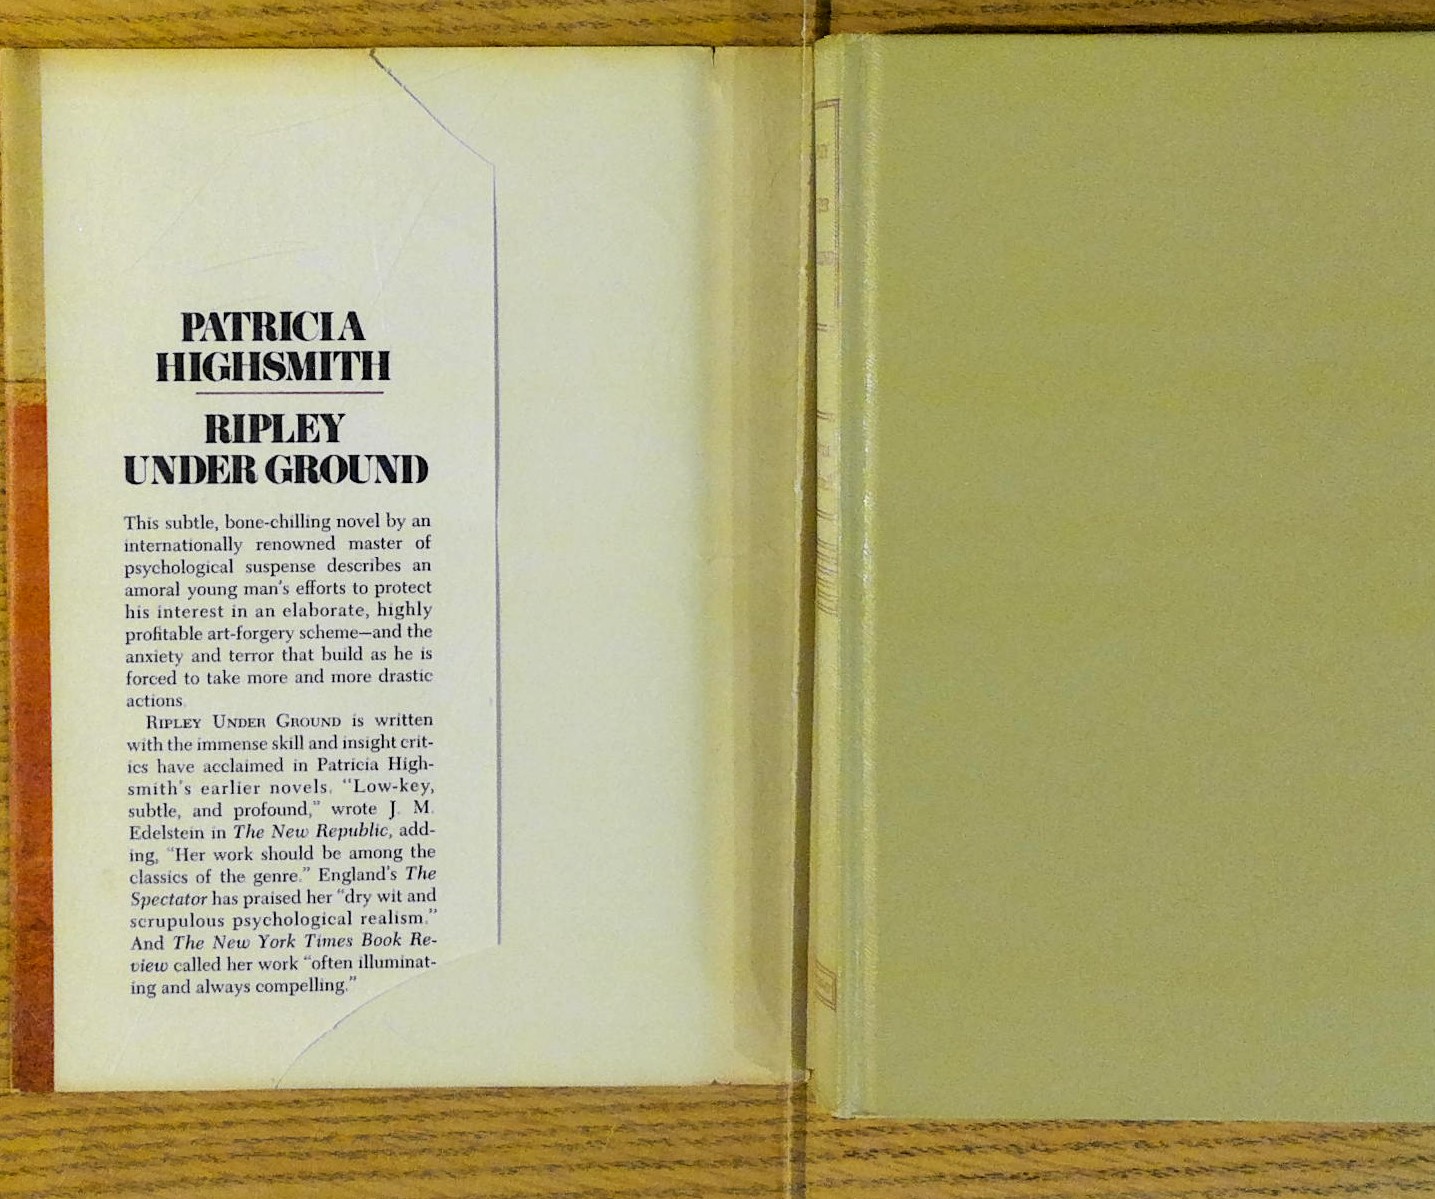 PATRICIA
HIGHSMITH
RIPLEY
UNDER GROUND
This subtle, bone-chilling novel by an
internationally renowned master of
psychological suspense describes an
amoral young man's efforts to protect
his interest in an elaborate, highly
profitable art-forgery scheme—and the
anxiety and terror that build as he is
forced to take more and more drastic
actions.
RIPLEY UNDER GROUND is written
with the immense skill and insight crit-
ics have acclaimed in Patricia High-
smith's earlier novels. "Low-key,
subtle, and profound," wrote J. M.
Edelstein in The New Republic, add-
ing, "Her work should be among the
classics of the genre." England's The
Spectator has praised her "dry wit and
scrupulous psychological realism."
And The New York Times Book Re-
view called her work "often illuminat-
ing and always compelling."